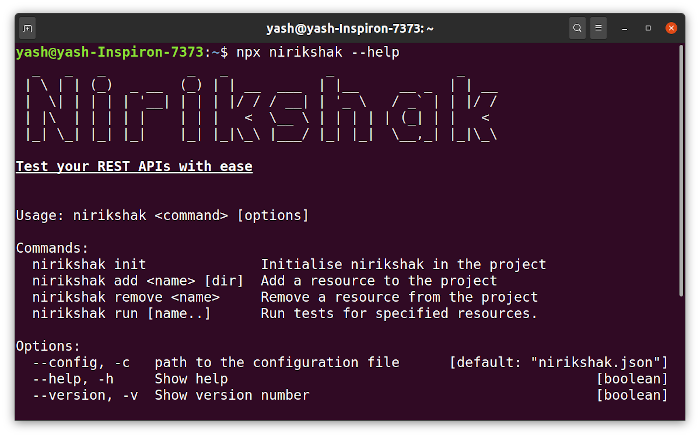 yash@yash-Inspiron-7373: ~
yash@yash-Inspiron-7373:~$ npx nirikshak --help
Nirikshak
Test your REST APIs with ease
Usage: nirikshak <command> [options]
Commands:
nirikshak init Initialise nirikshak in the project
nirikshak add <name> [dir] Add a resource to the project
nirikshak remove <name> Remove a resource from the project
nirikshak run [name..] Run tests for specified resources.
Options:
--config, -c path to the configuration file [default: "nirikshak.json"]
--help, -h Show help [boolean]
--version, -v Show version number [boolean]